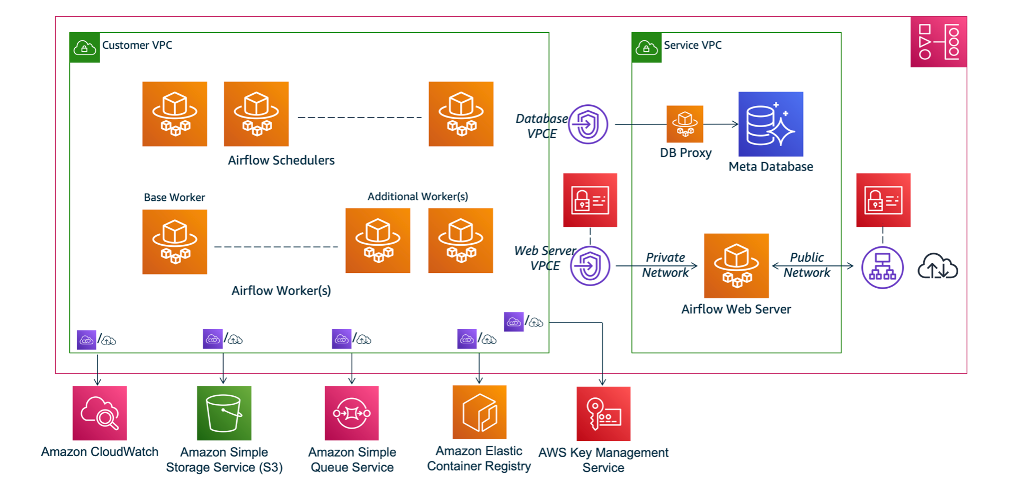 Customer VPC
Service VPC
Airflow Schedulers
Database
VPCE
DB Proxy
Meta Database
Base Worker
Additional Worker(s)
Airflow Worker(s)
Web Server
VPCE
Private
Network
Public
Network
Airflow Web Server
/
/
/
/
/
Amazon CloudWatch
Amazon Simple
Storage Service (S3)
Amazon Simple
Queue Service
Amazon Elastic
Container Registry
AWS Key Management
Service